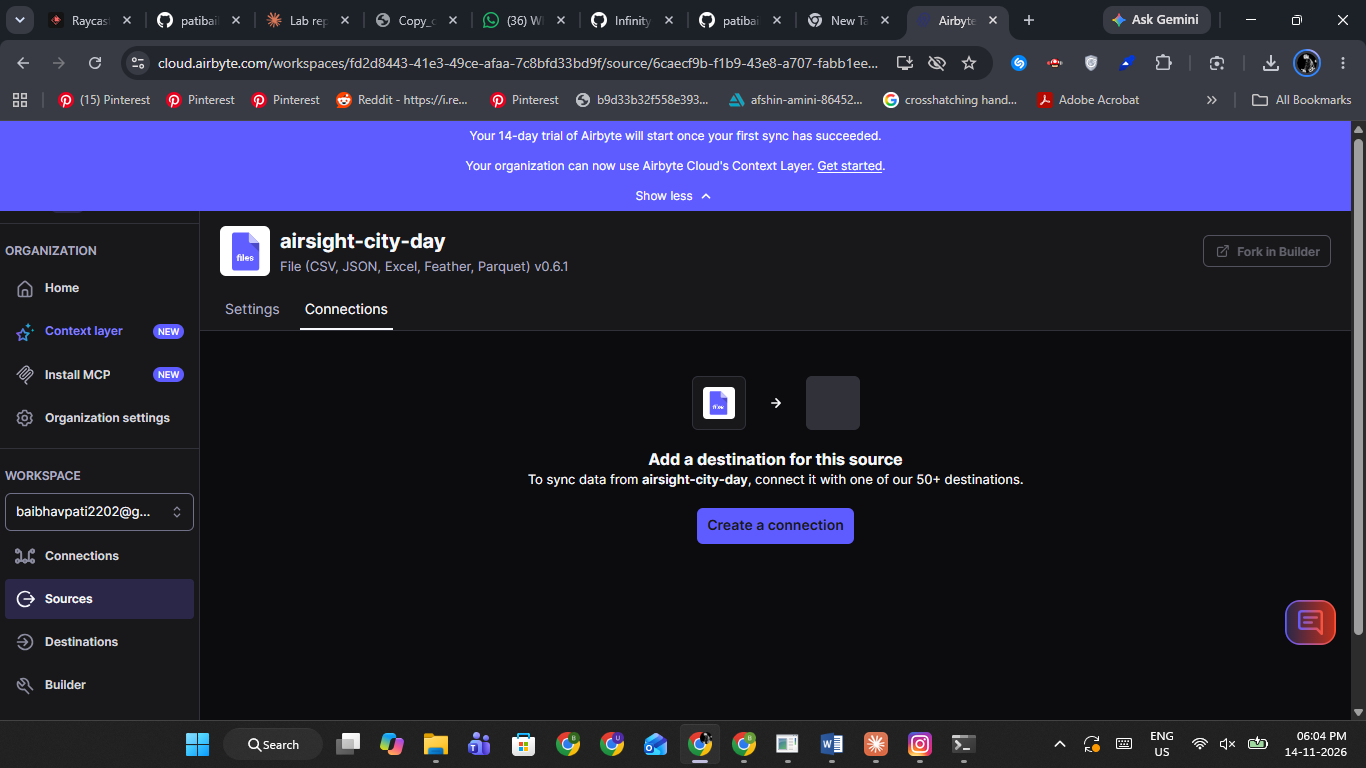 Raycast
patibai
Lab rep
Copy_c
(36) W
Infinity
patibai
New Ta
Airbyte
Ask Gemini
cloud.airbyte.com/workspaces/fd2d8443-41e3-49ce-afaa-7c8bfd33bd9f/source/6caecf9b-f1b9-43e8-a707-fabb1ee...
(15) Pinterest
Pinterest
Pinterest
Reddit - https://i.re...
Pinterest
b9d33b32f558e393...
afshin-amini-86452...
crosshatching hand...
Adobe Acrobat
All Bookmarks
Your 14-day trial of Airbyte will start once your first sync has succeeded.
Your organization can now use Airbyte Cloud's Context Layer. Get started.
Show less
ORGANIZATION
Home
Context layer NEW
Install MCP NEW
Organization settings
WORKSPACE
baibhavpati2202@g...
Connections
Sources
Destinations
Builder
files
airsight-city-day
File (CSV, JSON, Excel, Feather, Parquet) v0.6.1
Fork in Builder
Settings
Connections
files
Add a destination for this source
To sync data from airsight-city-day, connect it with one of our 50+ destinations.
Create a connection
Search
ENG
US
06:04 PM
14-11-2026